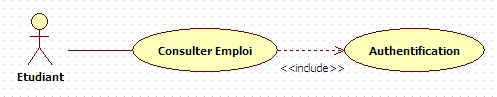 Consulter Emploi
Authentification
<<include>>
Etudiant